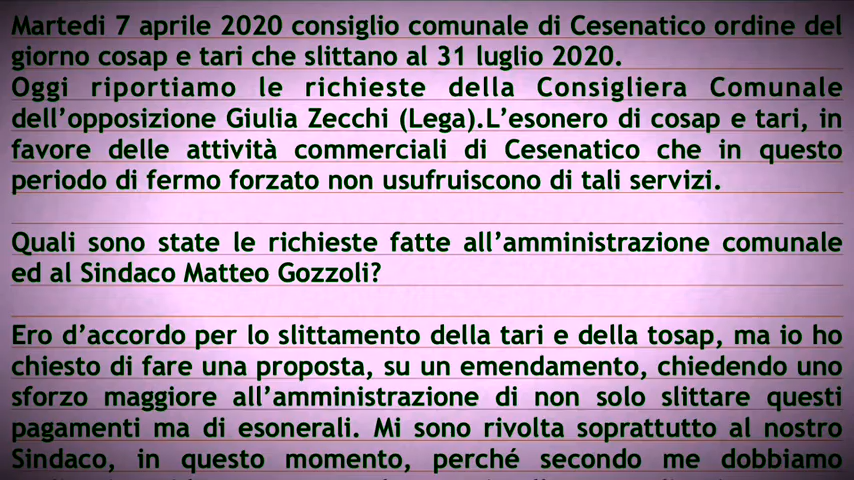 Martedi 7 aprile 2020 consiglio comunale di Cesenatico ordine del
giorno cosap e tari che slittano al 31 luglio 2020.
Oggi riportiamo le richieste della Consigliera Comunale
dell'opposizione Giulia Zecchi (Lega).L'esonero di cosap e tari, in
favore delle attività commerciali di Cesenatico che in questo
periodo di fermo forzato non usufruiscono di tali servizi.
Quali sono state le richieste fatte all'amministrazione comunale
ed al Sindaco Matteo Gozzoli?
Ero d'accordo per lo slittamento della tari e della tosap, ma io ho
chiesto di fare una proposta, su un emendamento, chiedendo uno
sforzo maggiore all'amministrazione di non solo slittare questi
pagamenti ma di esonerali. Mi sono rivolta soprattutto al nostro
Sindaco, in questo momento, perché secondo me dobbiamo